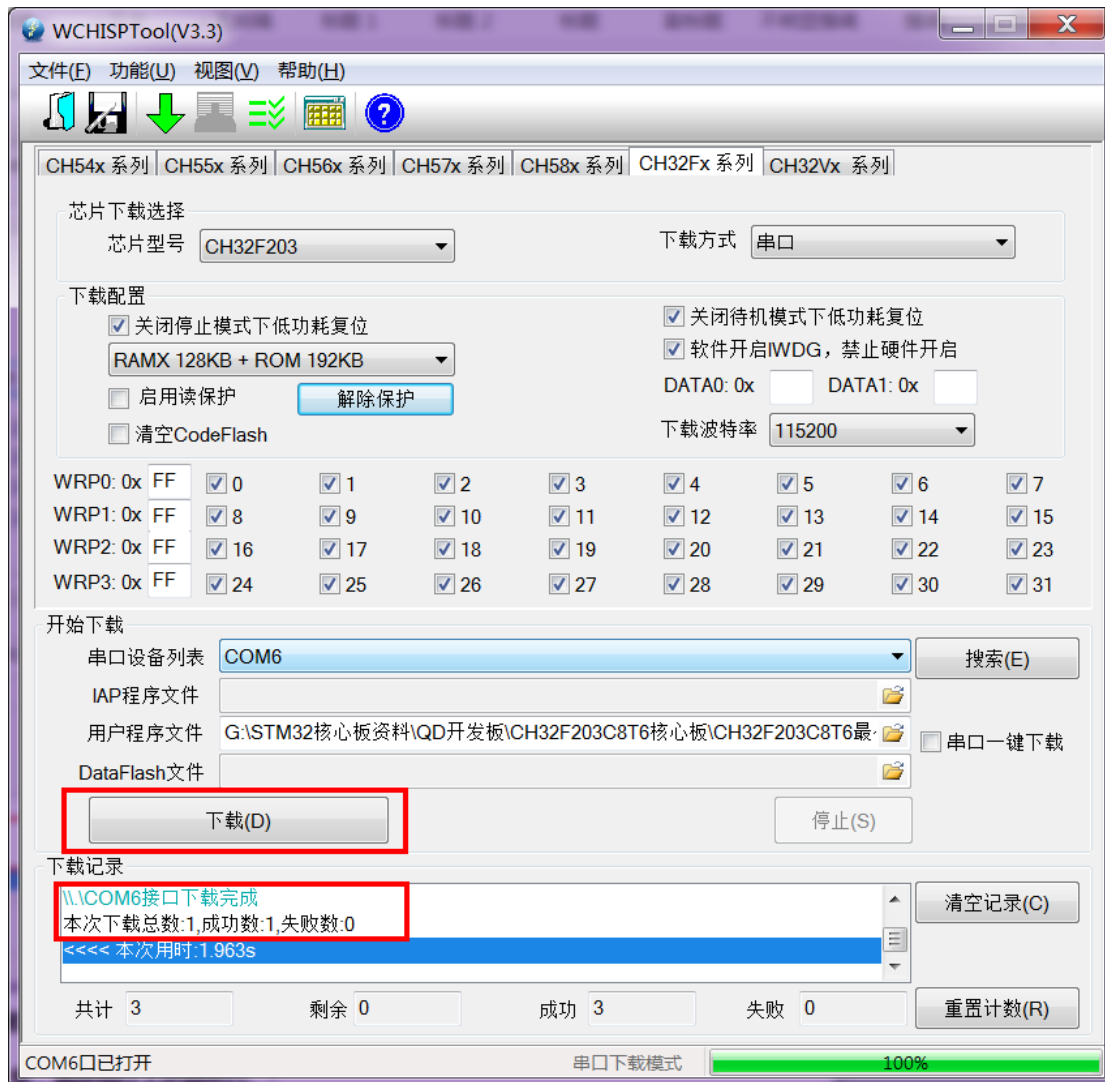 WCHISPTool(V3.3)
文件(F) 功能(U) 视图(V) 帮助(H)
CH54x 系列 CH55x 系列 CH56x 系列 CH57x 系列 CH58x 系列 CH32Fx 系列 CH32Vx 系列
芯片下载选择
芯片型号 CH32F203 下载方式 串口
下载配置
关闭停止模式下低功耗复位 关闭待机模式下低功耗复位
RAMX 128KB + ROM 192KB 软件开启IWDG，禁止硬件开启
启用读保护 解除保护 DATA0: 0x DATA1: 0x
清空CodeFlash 下载波特率 115200
WRP0: 0x FF 0 1 2 3 4 5 6 7
WRP1: 0x FF 8 9 10 11 12 13 14 15
WRP2: 0x FF 16 17 18 19 20 21 22 23
WRP3: 0x FF 24 25 26 27 28 29 30 31
开始下载
串口设备列表 COM6 搜索(E)
IAP程序文件
用户程序文件 G:\STM32核心板资料\QD开发板\CH32F203C8T6核心板\CH32F203C8T6最 串口一键下载
DataFlash文件
下载(D) 停止(S)
下载记录
\\.\COM6接口下载完成
本次下载总数:1,成功数:1,失败数:0
<<<< 本次用时:1.963s
清空记录(C)
共计 3 剩余 0 成功 3 失败 0 重置计数(R)
COM6口已打开 串口下载模式 100%